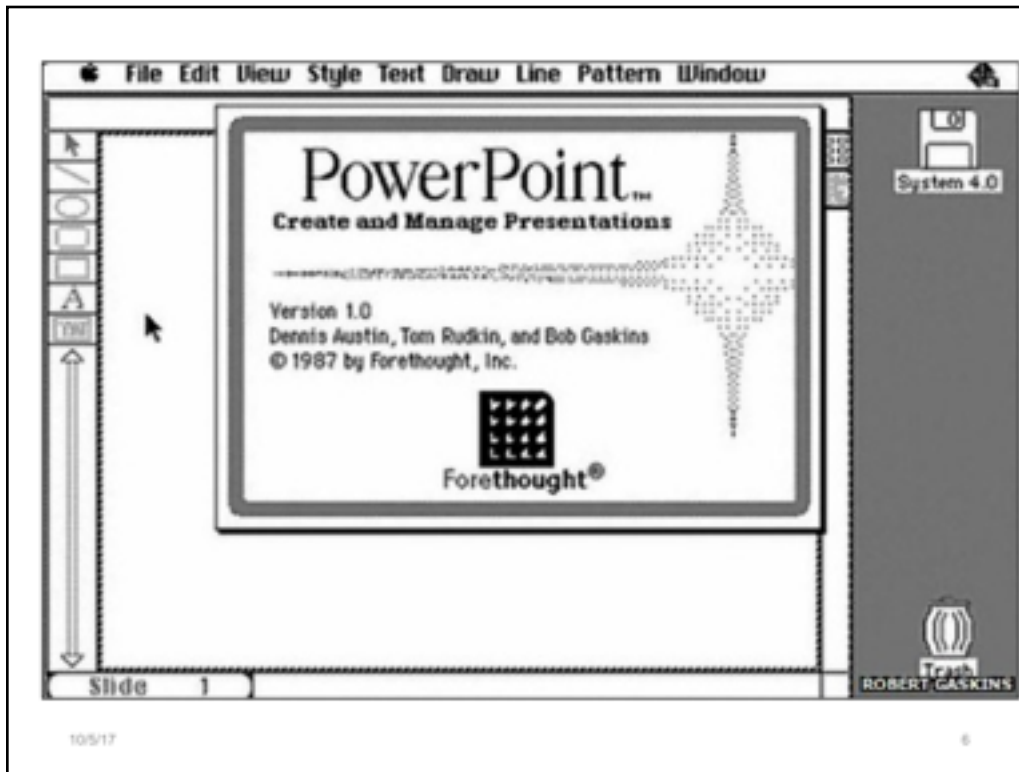 File Edit View Style Text Draw Line Pattern Window
System 4.0
PowerPoint™
Create and Manage Presentations
Version 1.0
Dennis Austin, Tom Rudkin, and Bob Gaskins
© 1987 by Forethought, Inc.
Forethought®
A
Trash
ROBERT GASKINS
Slide 1
10/5/17
6